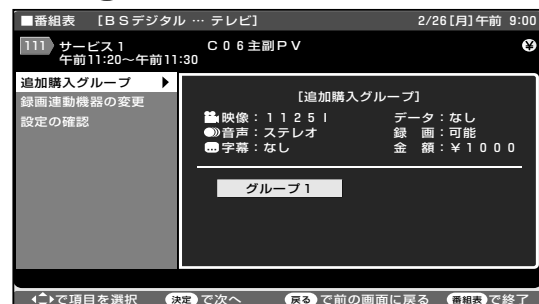 ■番組表 [BSデジタル … テレビ] 2/26[月]午前 9:00
111 サービス1 C06主副PV ¥
午前11:20~午前11:30
追加購入グループ ▶
録画連動機器の変更
設定の確認
[追加購入グループ]
映像:1125I データ:なし
音声:ステレオ 録 画:可能
字幕:なし 金 額:¥1000
グループ1
で項目を選択 決定 で次へ 戻る で前の画面に戻る 番組表 で終了